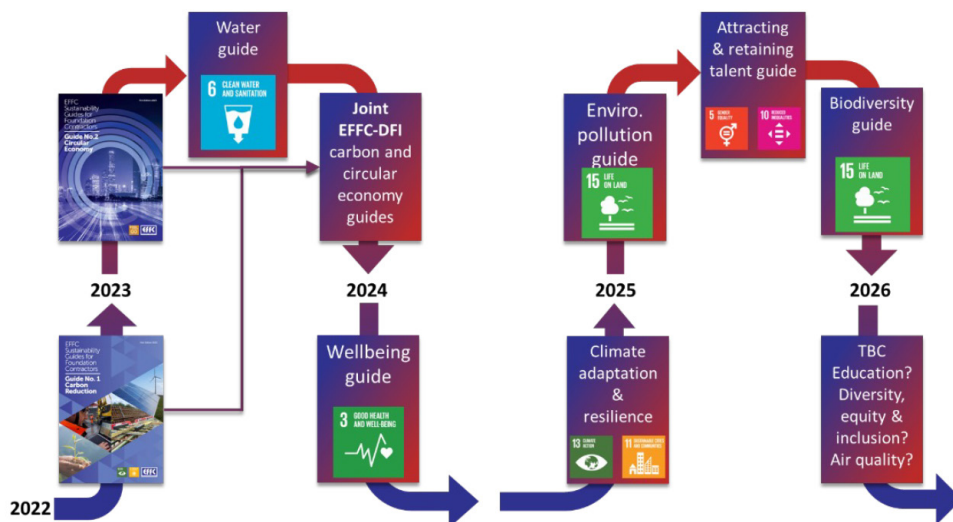 Water
guide
6 CLEAN WATER
AND SANITATION
EFFC
Sustainability
Guides for
Foundation
Contractors
Guide No.2
Circular
Economy
EFFC
Joint
EFFC-DFI
carbon and
circular
economy
guides
2023
2024
EFFC
Sustainability
Guides for
Foundation
Contractors
Guide No.1
Carbon
Reduction
EFFC
Wellbeing
guide
3 GOOD HEALTH
AND WELL-BEING
2022
Attracting
& retaining
talent guide
5 GENDER
EQUALITY
10 REDUCED
INEQUALITIES
Enviro.
pollution
guide
15 LIFE
ON LAND
Biodiversity
guide
15 LIFE
ON LAND
2025
2026
Climate
adaptation
&
resilience
13 CLIMATE
ACTION
11 SUSTAINABLE CITIES
AND COMMUNITIES
TBC
Education?
Diversity,
equity &
inclusion?
Air quality?